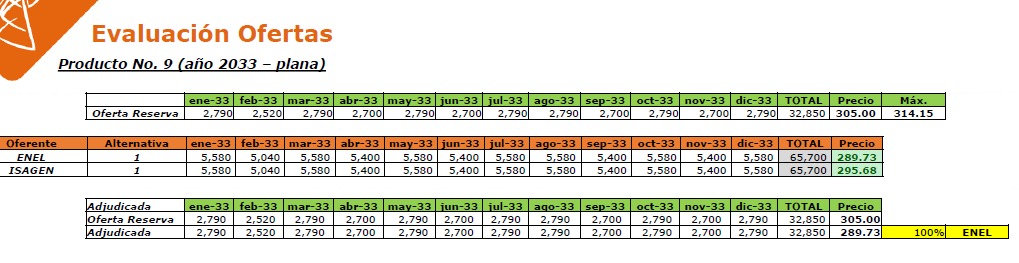 Evaluación Ofertas
Producto No. 9 (año 2033 – plana)
ene-33 feb-33 mar-33 abr-33 may-33 jun-33 jul-33 ago-33 sep-33 oct-33 nov-33 dic-33 TOTAL Precio Máx.
Oferta Reserva 2,790 2,520 2,790 2,700 2,790 2,700 2,790 2,790 2,700 2,790 2,700 2,790 32,850 305.00 314.15
Oferente Alternativa ene-33 feb-33 mar-33 abr-33 may-33 jun-33 jul-33 ago-33 sep-33 oct-33 nov-33 dic-33 TOTAL Precio
ENEL 1 5,580 5,040 5,580 5,400 5,580 5,400 5,580 5,580 5,400 5,580 5,400 5,580 65,700 289.73
ISAGEN 1 5,580 5,040 5,580 5,400 5,580 5,400 5,580 5,580 5,400 5,580 5,400 5,580 65,700 295.68
Adjudicada ene-33 feb-33 mar-33 abr-33 may-33 jun-33 jul-33 ago-33 sep-33 oct-33 nov-33 dic-33 TOTAL Precio
Oferta Reserva 2,790 2,520 2,790 2,700 2,790 2,700 2,790 2,790 2,700 2,790 2,700 2,790 32,850 305.00
Adjudicada 2,790 2,520 2,790 2,700 2,790 2,700 2,790 2,790 2,700 2,790 2,700 2,790 32,850 289.73 100% ENEL